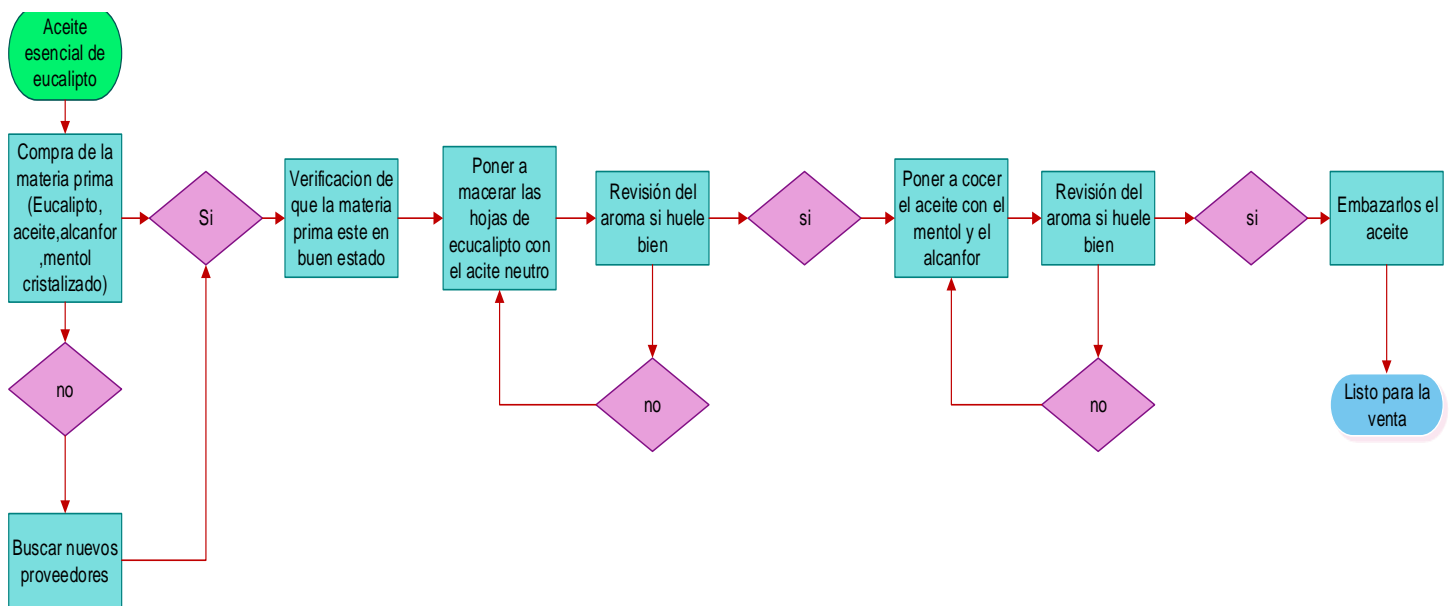 Aceite
esencial de
eucalipto
Compra de la
materia prima
(Eucalipto,
aceite,alcanfor
,mentol
cristalizado)
Si
Verificacion de
que la materia
prima este en
buen estado
Poner a
macerar las
hojas de
ecucalipto con
el acite neutro
Revisión del
aroma si huele
bien
si
Poner a cocer
el aceite con el
mentol y el
alcanfor
Revisión del
aroma si huele
bien
si
Embazarlos el
aceite
no
no
no
Listo para la
venta
Buscar nuevos
proveedores